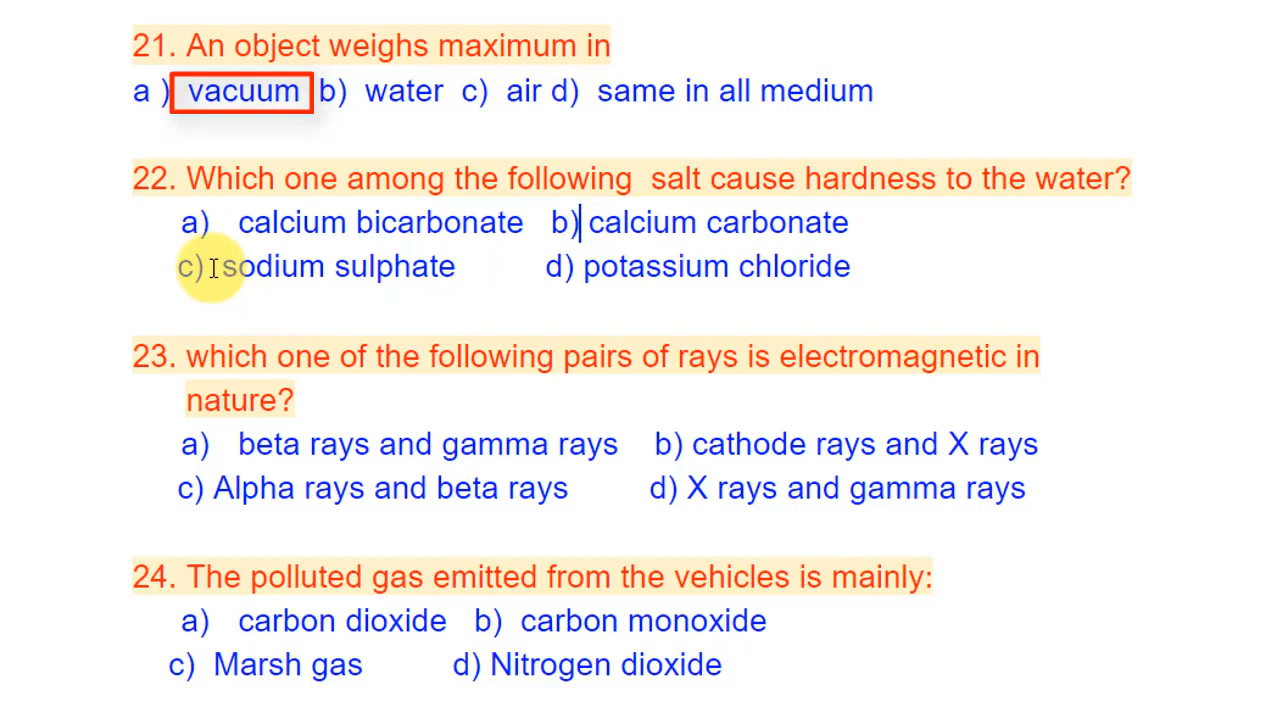 21. An object weighs maximum in
a ) vacuum b) water c) air d) same in all medium
22. Which one among the following salt cause hardness to the water?
a) calcium bicarbonate b) calcium carbonate
c) sodium sulphate d) potassium chloride
23. which one of the following pairs of rays is electromagnetic in
nature?
a) beta rays and gamma rays b) cathode rays and X rays
c) Alpha rays and beta rays d) X rays and gamma rays
24. The polluted gas emitted from the vehicles is mainly:
a) carbon dioxide b) carbon monoxide
c) Marsh gas d) Nitrogen dioxide